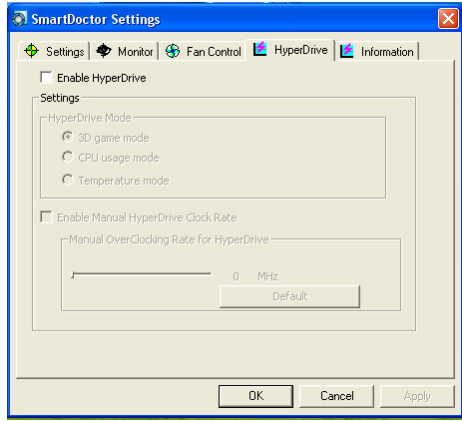 SmartDoctor Settings
Settings Monitor Fan Control HyperDrive Information
Enable HyperDrive
Settings
HyperDrive Mode
3D game mode
CPU usage mode
Temperature mode
Enable Manual HyperDrive Clock Rate
Manual OverClocking Rate for HyperDrive
0 MHz
Default
OK Cancel Apply